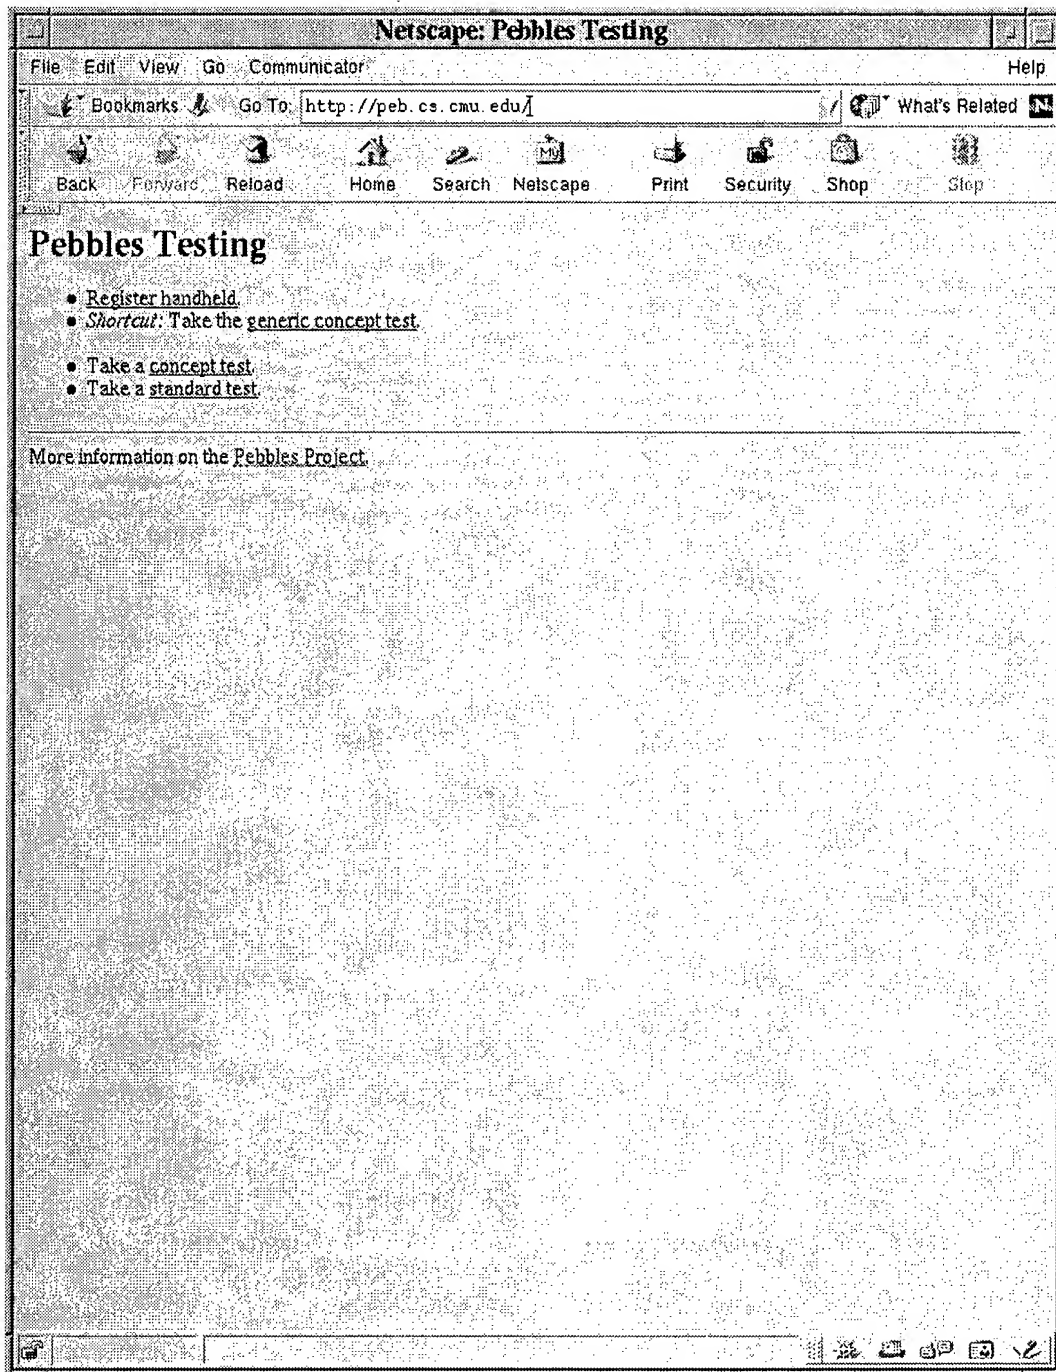 Netscape: Pebbles Testing
File Edit View Go Communicator Help
Bookmarks Go To: http://peb.cs.cmu.edu/ What's Related N
Back Forward Reload Home Search Netscape Print Security Shop Stop
My
Pebbles Testing
• Register handheld.
• Shortcut: Take the generic concept test.
• Take a concept test.
• Take a standard test.
More information on the Pebbles Project.